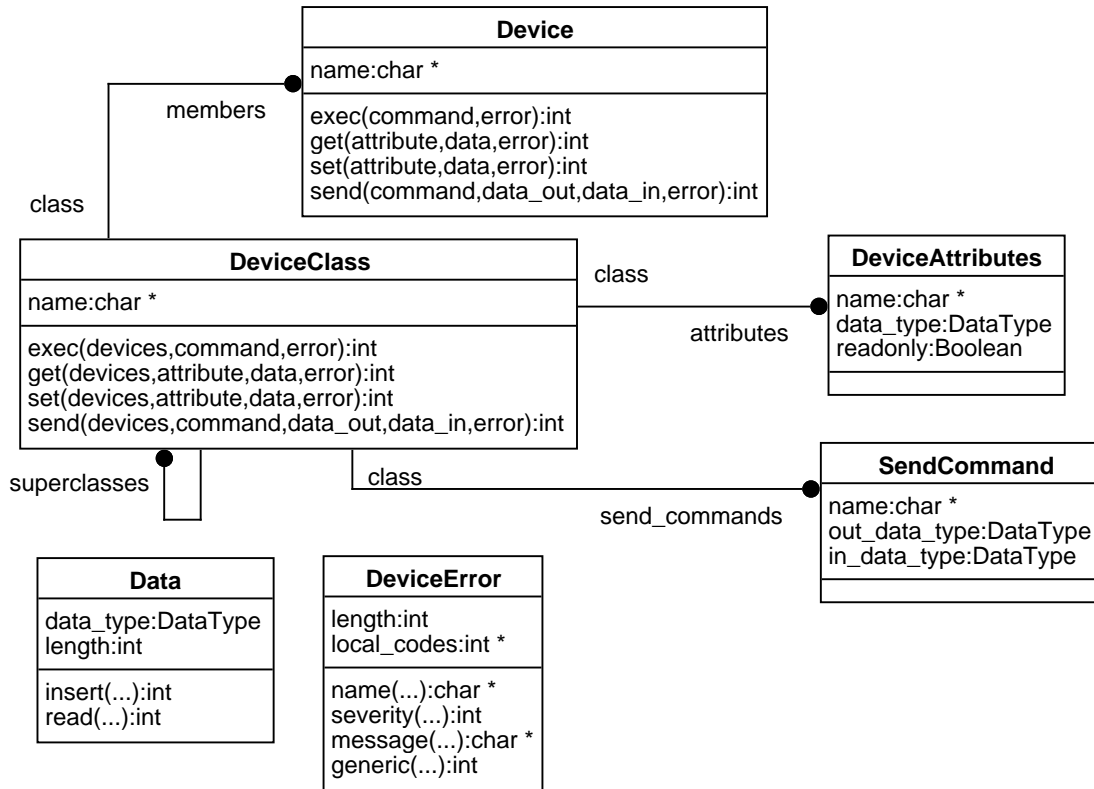 Device
name:char *
exec(command,error):int
get(attribute,data,error):int
set(attribute,data,error):int
send(command,data_out,data_in,error):int
members
class
DeviceClass
name:char *
exec(devices,command,error):int
get(devices,attribute,data,error):int
set(devices,attribute,data,error):int
send(devices,command,data_out,data_in,error):int
class
attributes
DeviceAttributes
name:char *
data_type:DataType
readonly:Boolean
superclasses
class
send_commands
SendCommand
name:char *
out_data_type:DataType
in_data_type:DataType
Data
data_type:DataType
length:int
insert(...):int
read(...):int
DeviceError
length:int
local_codes:int *
name(...):char *
severity(...):int
message(...):char *
generic(...):int